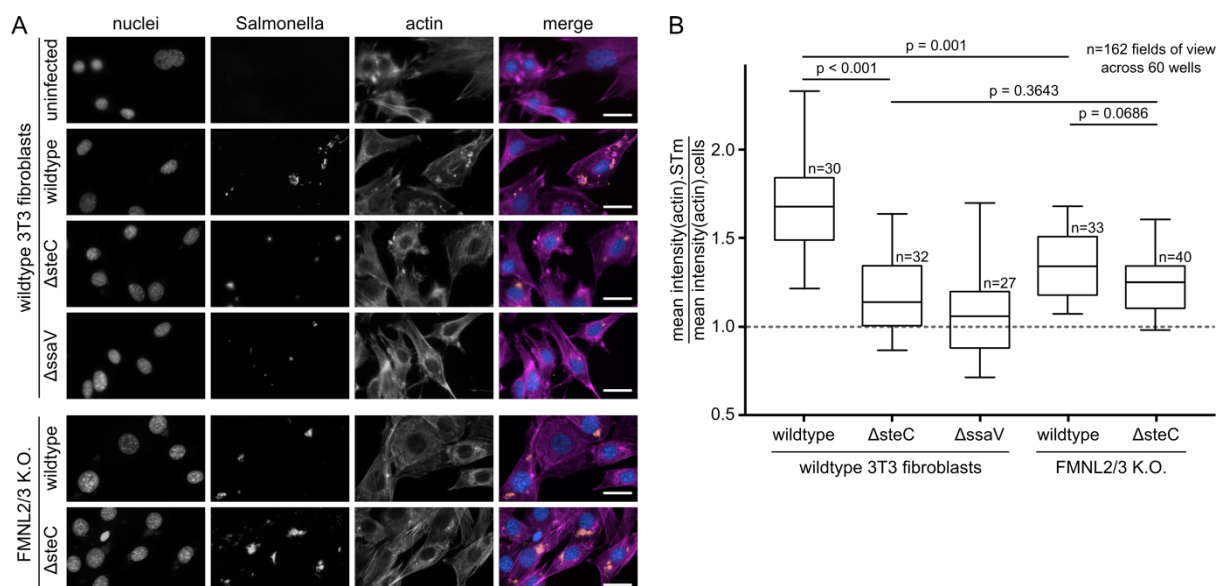 A
nuclei Salmonella actin merge
wildtype 3T3 fibroblasts
uninfected
wildtype
ΔsteC
ΔssaV
FMNL2/3 K.O.
wildtype
ΔsteC
B
p = 0.001
n=162 fields of view
across 60 wells
p < 0.001
p = 0.3643
p = 0.0686
mean intensity(actin).STm
mean intensity(actin).cells
2.0
1.5
1.0
0.5
n=30
n=32
n=27
n=33
n=40
wildtype ΔsteC ΔssaV wildtype ΔsteC
wildtype 3T3 fibroblasts FMNL2/3 K.O.